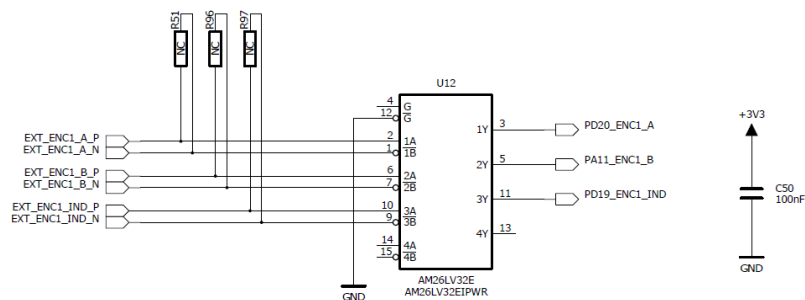 R51
R96
R97
NC
NC
NC
U12
4
G
12
G
EXT_ENC1_A_P
2
1A
1Y
3
PD20_ENC1_A
EXT_ENC1_A_N
1
1B
EXT_ENC1_B_P
6
2A
2Y
5
PA11_ENC1_B
EXT_ENC1_B_N
7
2B
EXT_ENC1_IND_P
10
3A
3Y
11
PD19_ENC1_IND
EXT_ENC1_IND_N
9
3B
4Y
13
14
4A
15
4B
GND
AM26LV32E
AM26LV32EIPWR
+3V3
C50
100nF
GND